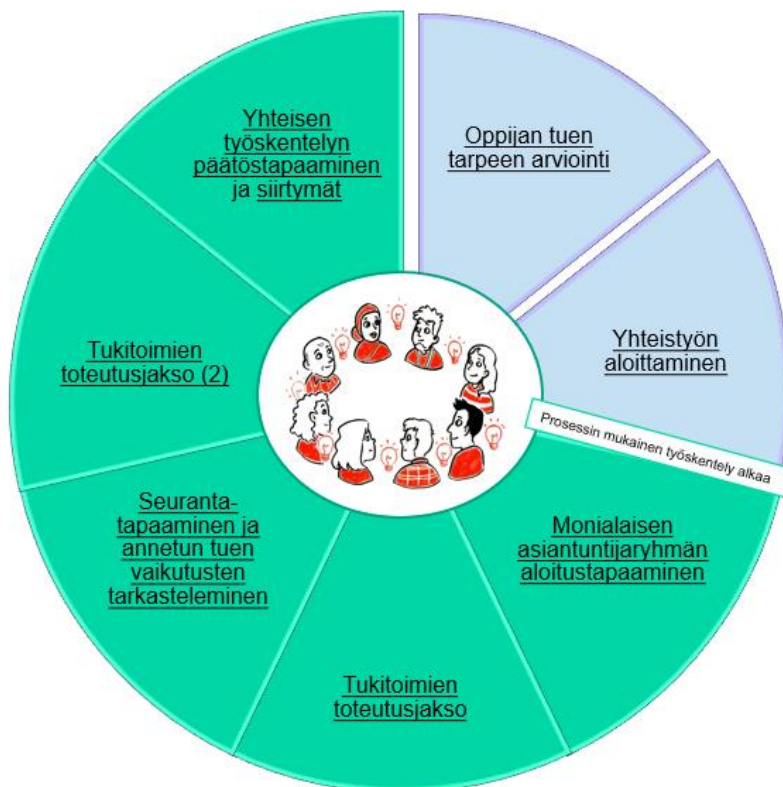 Oppijan tuen
tarpeen arviointi
Yhteistyön
aloittaminen
Prosessin mukainen työskentely alkaa
Monialaisen
asiantuntijaryhmän
aloitustapaaminen
Tukitoimien
toteutusjakso
Seuranta-
tapaaminen ja
annetun tuen
vaikutusten
tarkasteleminen
Tukitoimien
toteutusjakso (2)
Yhteisen
työskentelyn
päätöstapaaminen
ja siirtymät